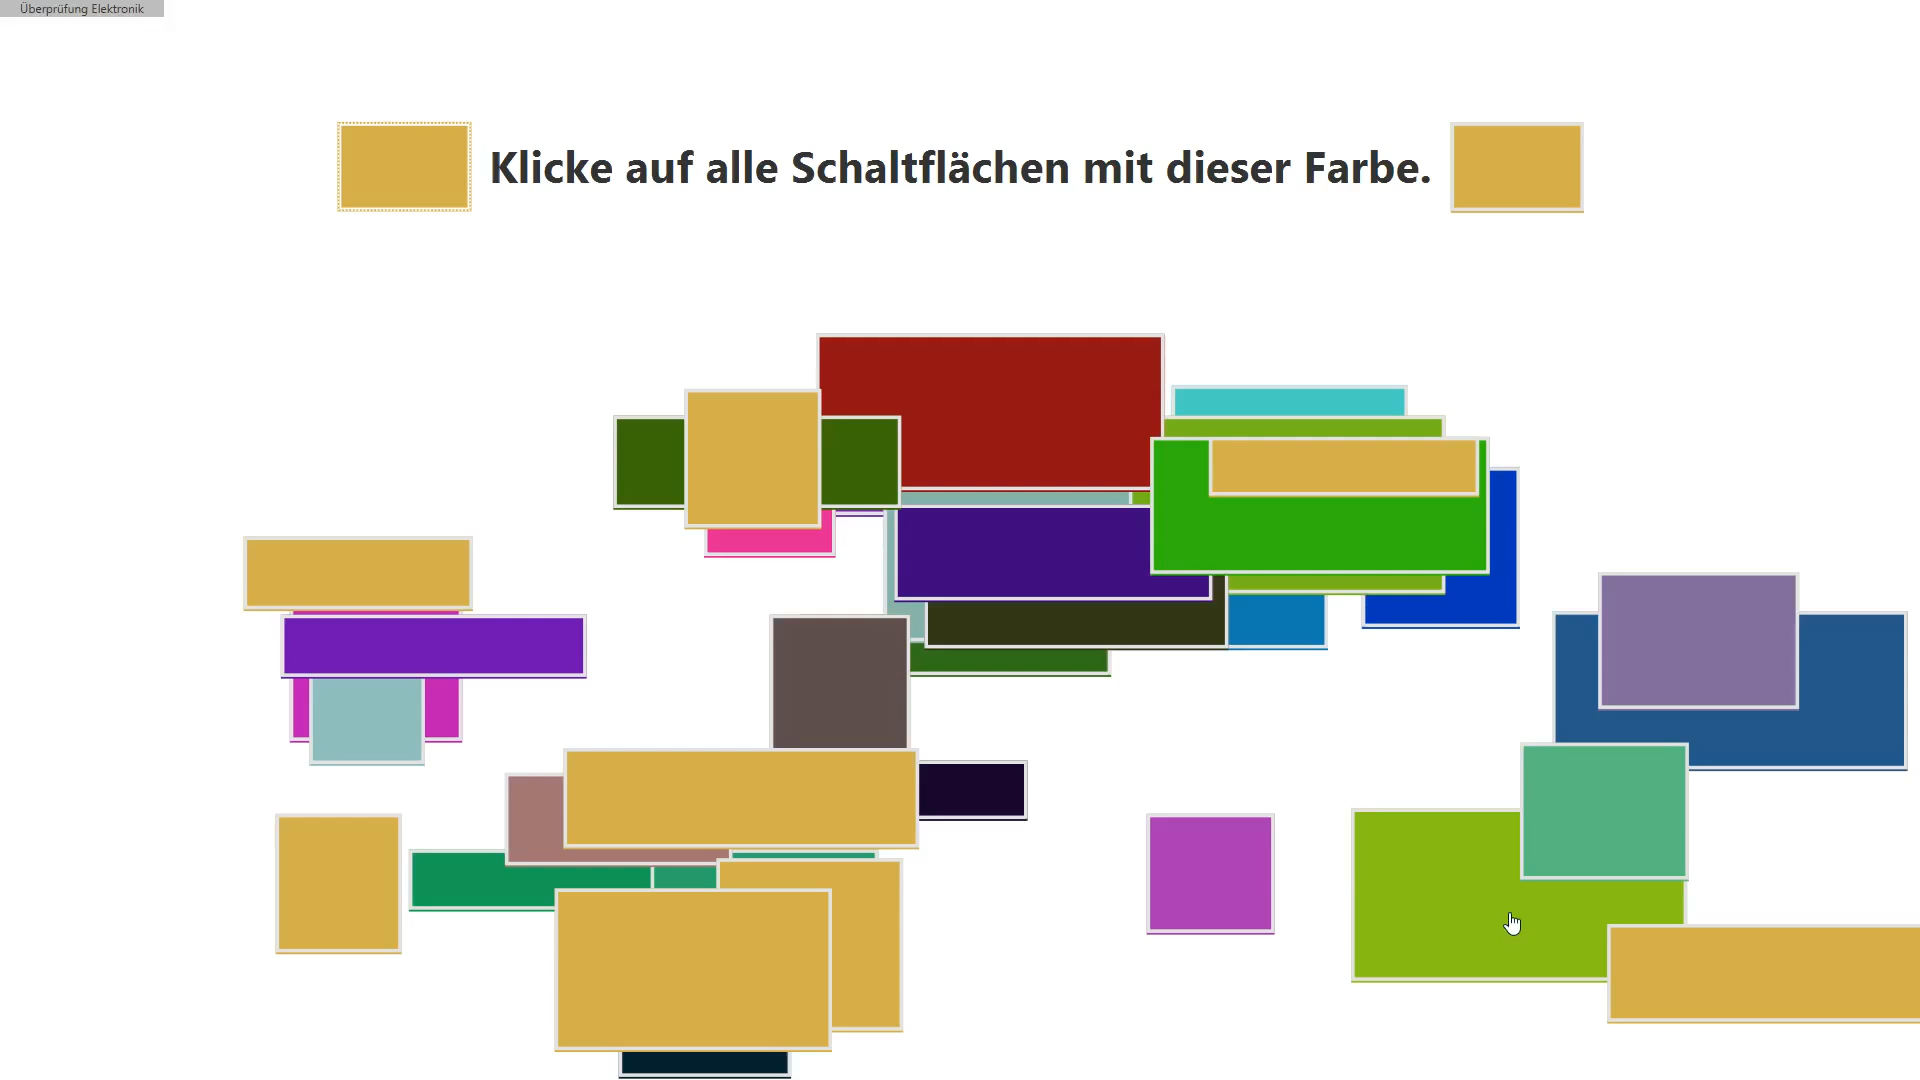 Überprüfung Elektronik
Klicke auf alle Schaltflächen mit dieser Farbe.